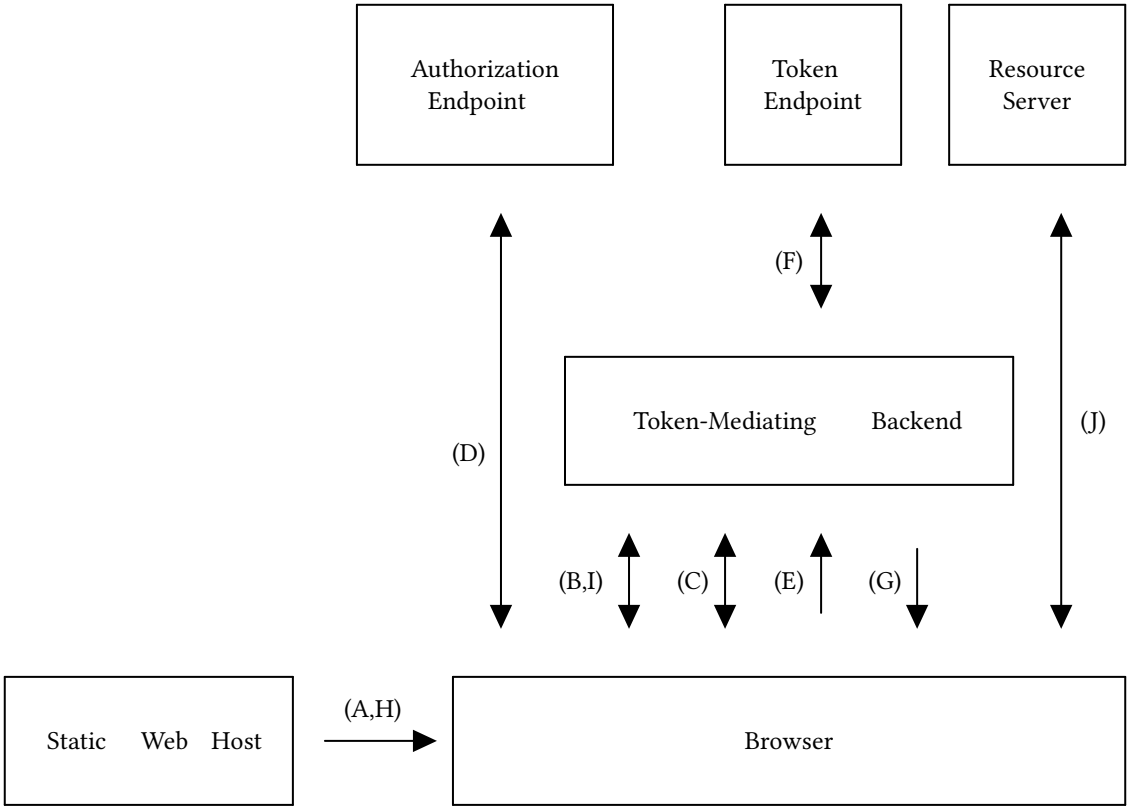 Authorization
Endpoint
Token
Endpoint
Resource
Server
(F)
Token-Mediating Backend
(D)
(J)
(B,I)
(C)
(E)
(G)
(A,H)
Static Web Host
Browser